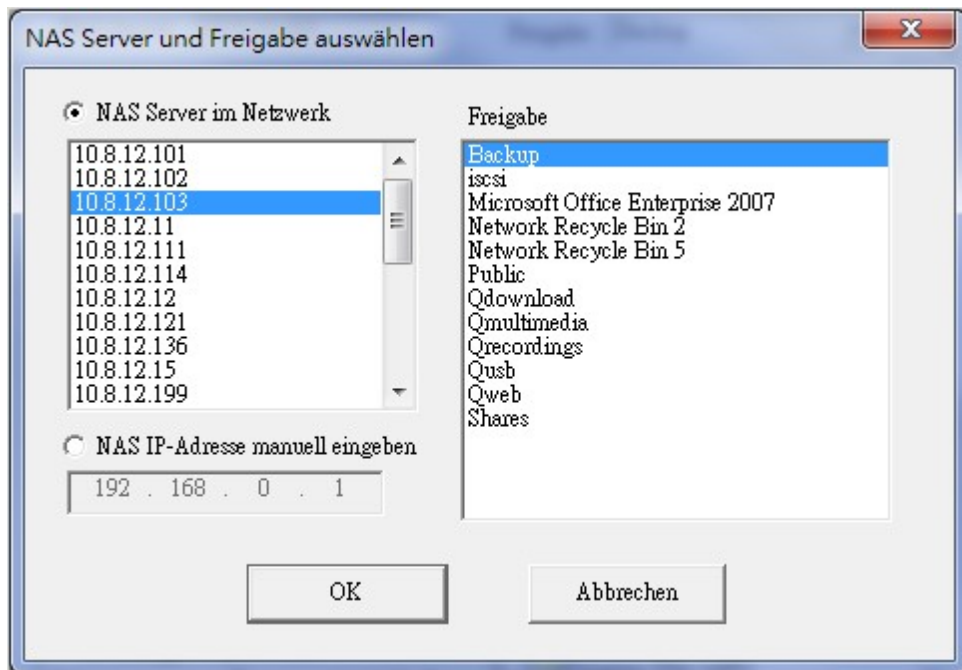 NAS Server und Freigabe auswählen
NAS Server im Netzwerk
10.8.12.101
10.8.12.102
10.8.12.103
10.8.12.11
10.8.12.111
10.8.12.114
10.8.12.12
10.8.12.121
10.8.12.136
10.8.12.15
10.8.12.199
NAS IP-Adresse manuell eingeben
192 . 168 . 0 . 1
Freigabe
Backup
iscsi
Microsoft Office Enterprise 2007
Network Recycle Bin 2
Network Recycle Bin 5
Public
Qdownload
Qmultimedia
Qrecordings
Qusb
Qweb
Shares
OK
Abbrechen